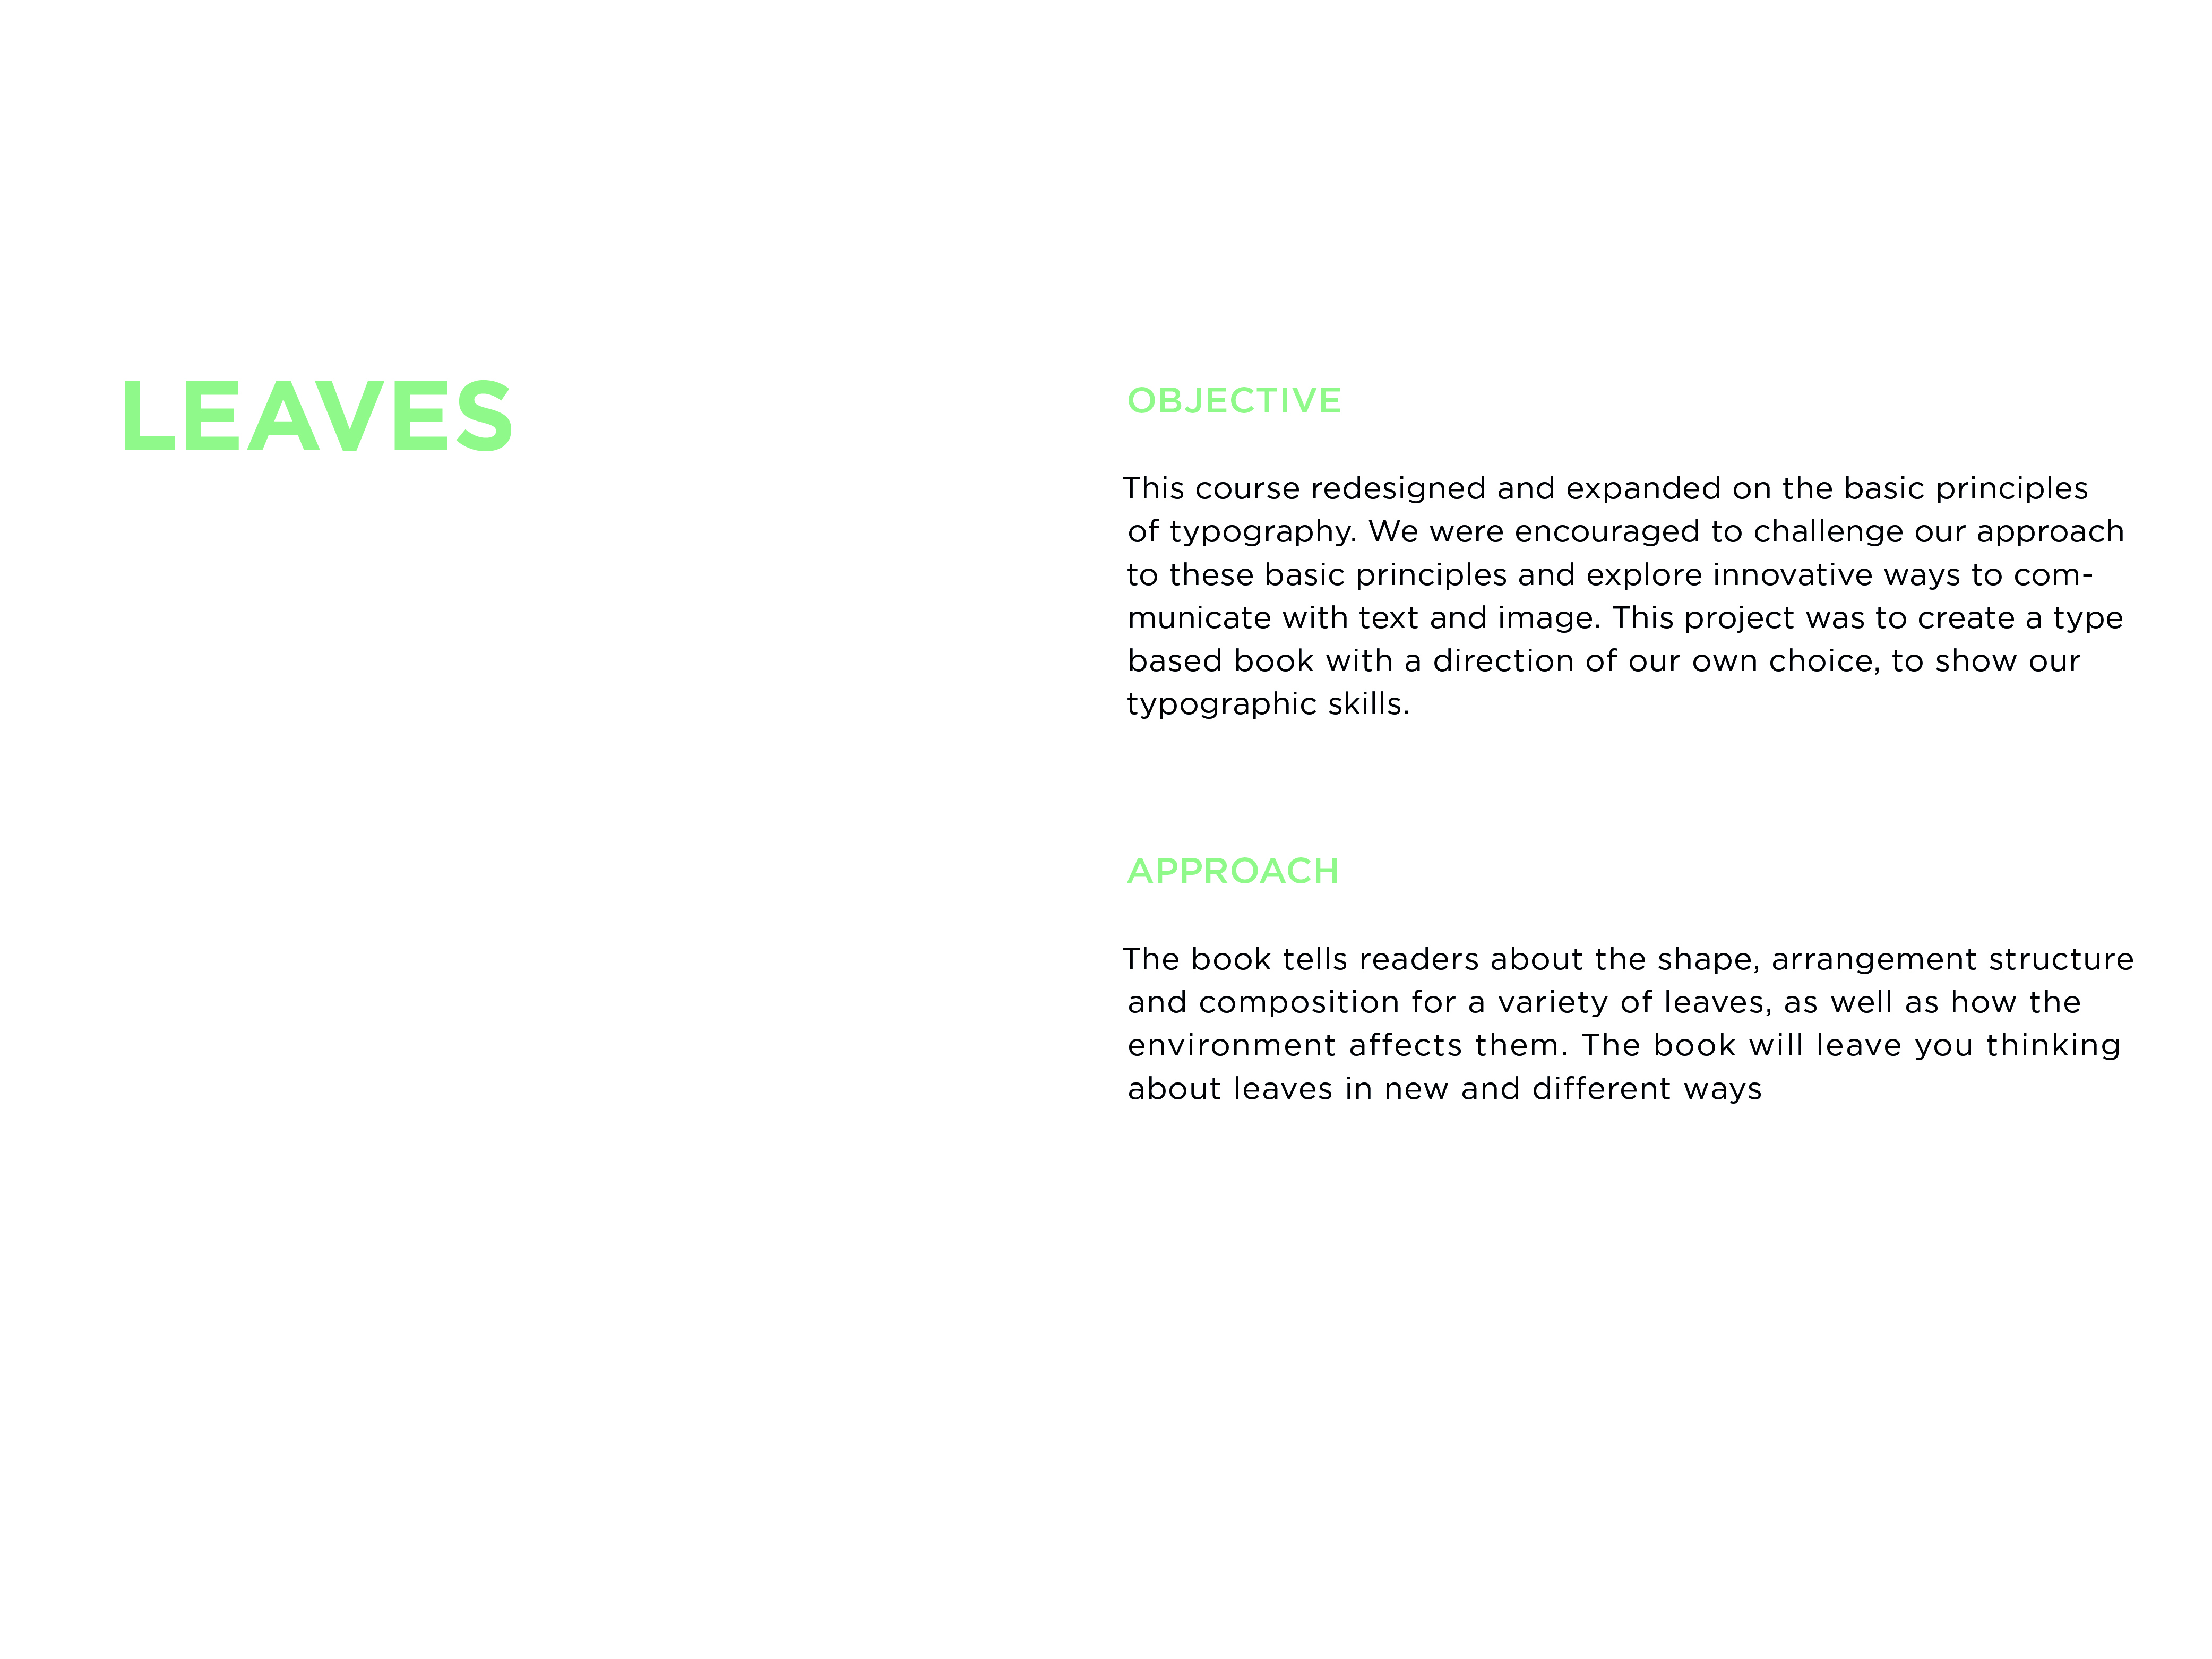 LEAVES
OBJECTIVE
This course redesigned and expanded on the basic principles
of typography. We were encouraged to challenge our approach
to these basic principles and explore innovative ways to com-
municate with text and image. This project was to create a type
based book with a direction of our own choice, to show our
typographic skills.
APPROACH
The book tells readers about the shape, arrangement structure
and composition for a variety of leaves, as well as how the
environment affects them. The book will leave you thinking
about leaves in new and different ways